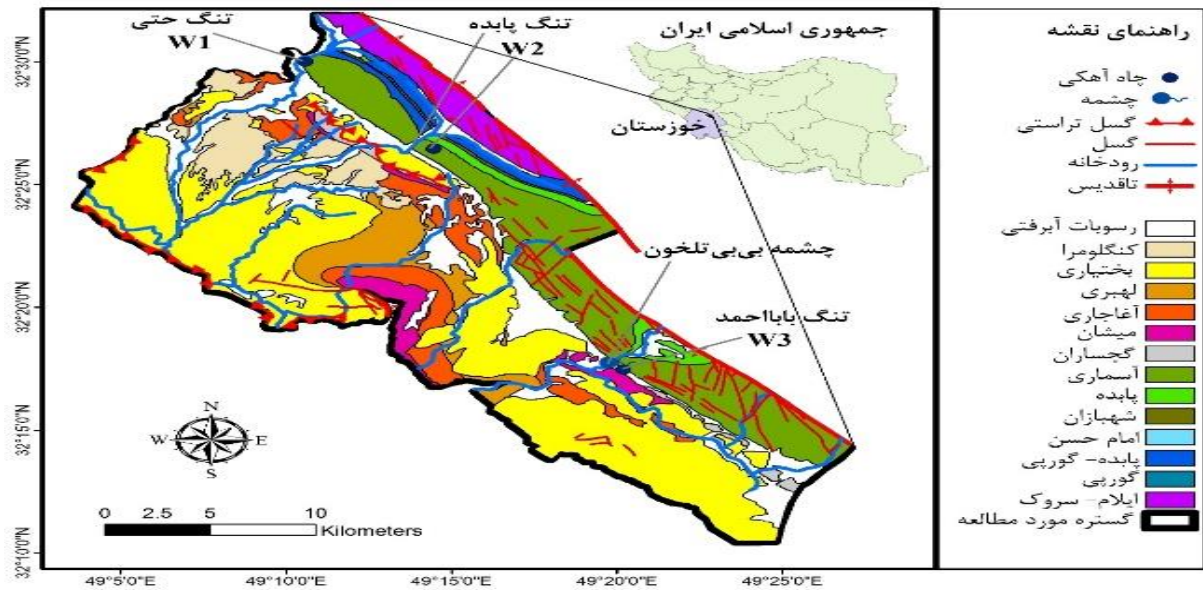 تنگ حتی
W1
تنگ پابده
W2
جمهوری اسلامی ایران
خوزستان
چشمه بی‌بی‌تلخون
تنگ بابااحمد
W3
N
W
E
S
0 2.5 5 10
Kilometers
32°30'0"N
32°25'0"N
32°20'0"N
32°15'0"N
32°10'0"N
49°5'0"E
49°10'0"E
49°15'0"E
49°20'0"E
49°25'0"E
راهنمای نقشه
چاه آهکی
چشمه
گسل تراستی
گسل
رودخانه
تاقدیس
رسوبات آبرفتی
کنگلومرا
بختیاری
لهبری
آغاجاری
میشان
گچساران
آسماری
پابده
شهبازان
امام حسن
پابده- گورپی
گورپی
ایلام- سروک
گستره مورد مطالعه